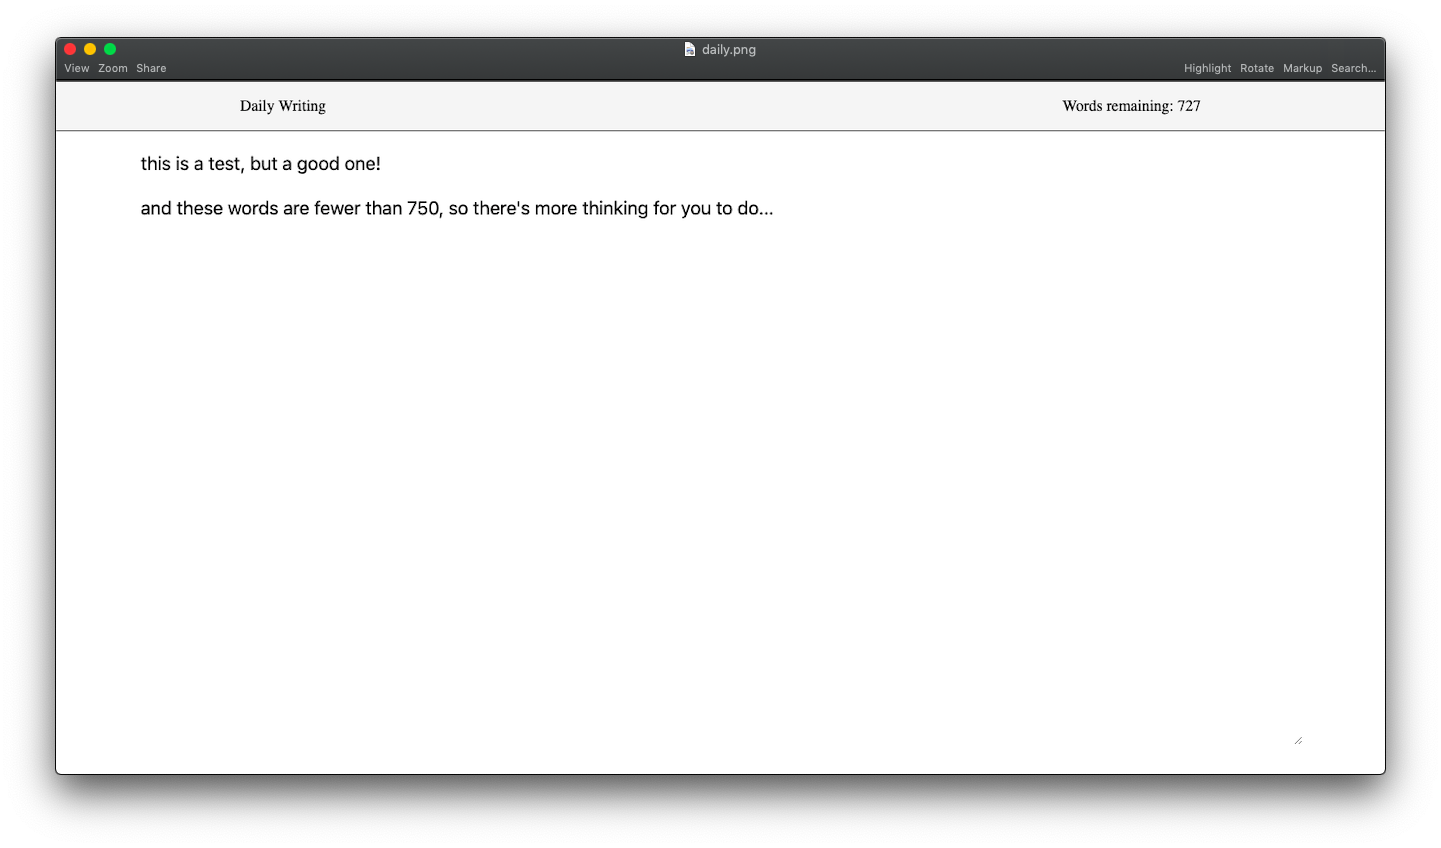 daily.png
View Zoom Share Highlight Rotate Markup Search...
Daily Writing Words remaining: 727
this is a test, but a good one!
and these words are fewer than 750, so there's more thinking for you to do...